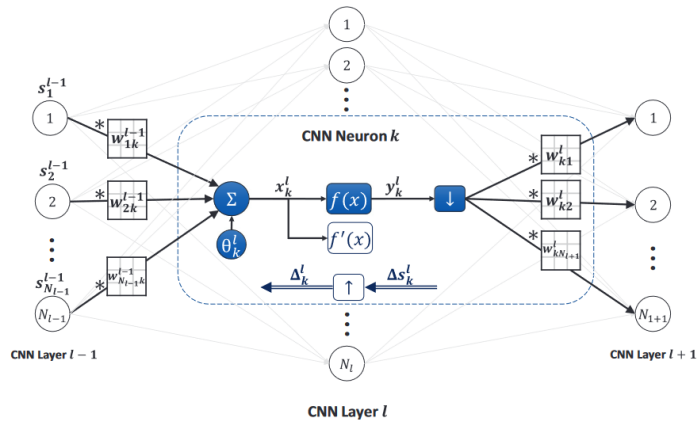 1
2
⋮
CNN Neuron k
s_1^{l-1}
1
* w_{1k}^{l-1}
s_2^{l-1}
2
* w_{2k}^{l-1}
⋮
s_{N_{l-1}}^{l-1}
N_{l-1}
* w_{N_{l-1}k}^{l-1}
CNN Layer l − 1
Σ
θ_k^l
x_k^l
f(x)
f′(x)
y_k^l
↓
Δ_k^l
↑
Δs_k^l
* w_{k1}^l
* w_{k2}^l
* w_{kN_{l+1}}^l
1
2
⋮
N_{1+1}
CNN Layer l + 1
⋮
N_l
CNN Layer l